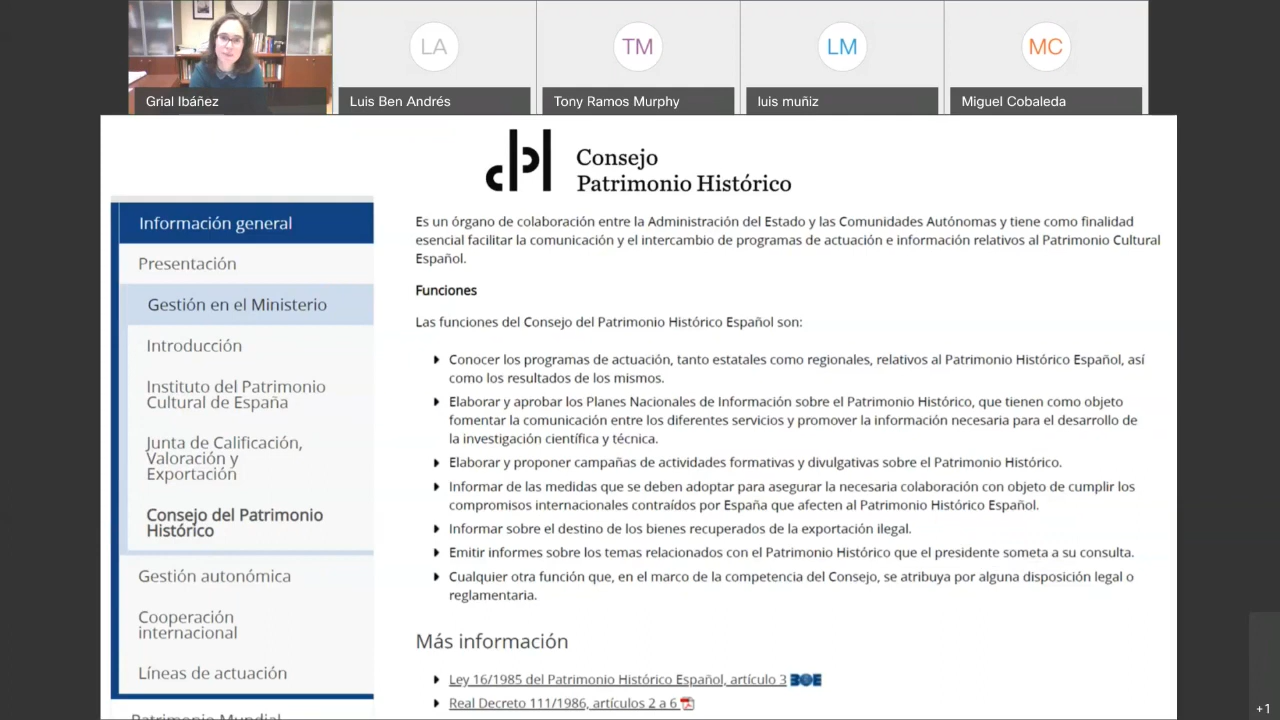 LA
TM
LM
MC
Grial Ibáñez
Luis Ben Andrés
Tony Ramos Murphy
luis muñiz
Miguel Cobaleda
Consejo
Patrimonio Histórico
Información general
Presentación
Gestión en el Ministerio
Introducción
Instituto del Patrimonio
Cultural de España
Junta de Calificación,
Valoración y
Exportación
Consejo del Patrimonio
Histórico
Gestión autonómica
Cooperación
internacional
Líneas de actuación
Patrimonio Mundial
Es un órgano de colaboración entre la Administración del Estado y las Comunidades Autónomas y tiene como finalidad
esencial facilitar la comunicación y el intercambio de programas de actuación e información relativos al Patrimonio Cultural
Español.
Funciones
Las funciones del Consejo del Patrimonio Histórico Español son:
Conocer los programas de actuación, tanto estatales como regionales, relativos al Patrimonio Histórico Español, así
como los resultados de los mismos.
Elaborar y aprobar los Planes Nacionales de Información sobre el Patrimonio Histórico, que tienen como objeto
fomentar la comunicación entre los diferentes servicios y promover la información necesaria para el desarrollo de
la investigación científica y técnica.
Elaborar y proponer campañas de actividades formativas y divulgativas sobre el Patrimonio Histórico.
Informar de las medidas que se deben adoptar para asegurar la necesaria colaboración con objeto de cumplir los
compromisos internacionales contraídos por España que afecten al Patrimonio Histórico Español.
Informar sobre el destino de los bienes recuperados de la exportación ilegal.
Emitir informes sobre los temas relacionados con el Patrimonio Histórico que el presidente someta a su consulta.
Cualquier otra función que, en el marco de la competencia del Consejo, se atribuya por alguna disposición legal o
reglamentaria.
Más información
Ley 16/1985 del Patrimonio Histórico Español, artículo 3 BOE
Real Decreto 111/1986, artículos 2 a 6
+1